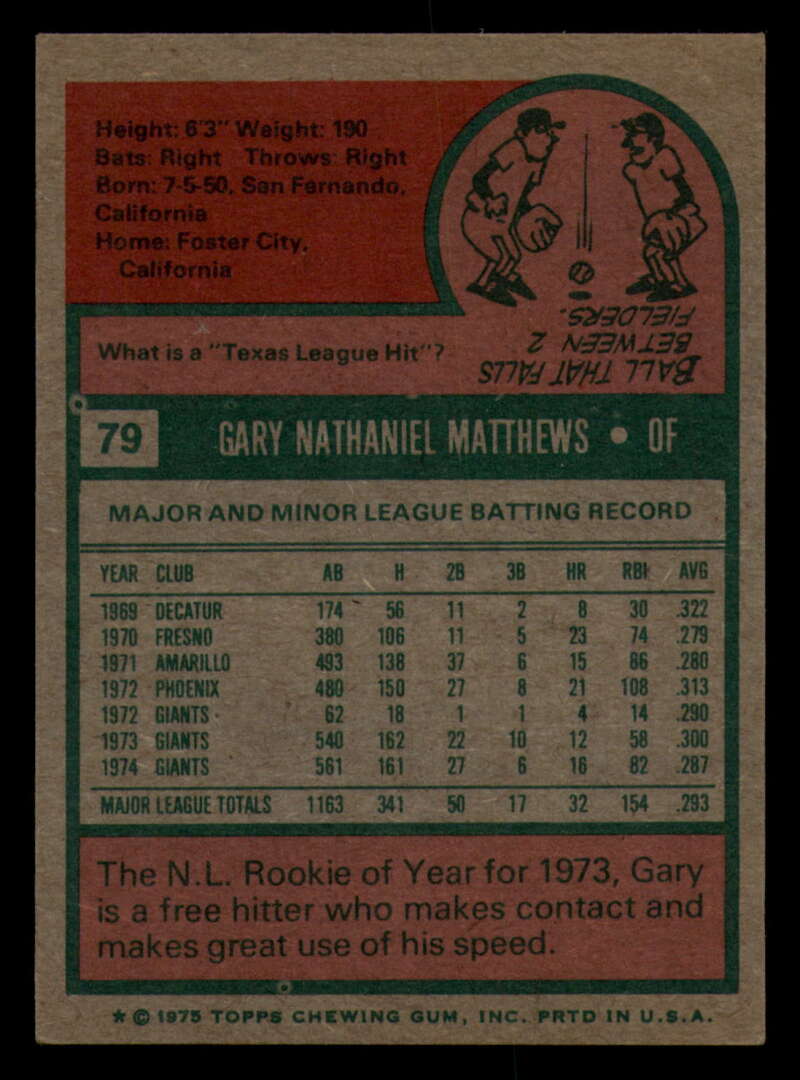 Height: 6'3" Weight: 190
Bats: Right Throws: Right
Born: 7-5-50, San Fernando,
California
Home: Foster City,
California
What is a "Texas League Hit"?
BALL THAT FALLS
BETWEEN 2
FIELDERS.
79 GARY NATHANIEL MATTHEWS • OF
MAJOR AND MINOR LEAGUE BATTING RECORD
YEAR CLUB AB H 2B 3B HR RBI AVG
1969 DECATUR 174 56 11 2 8 30 .322
1970 FRESNO 380 106 11 5 23 74 .279
1971 AMARILLO 493 138 37 6 15 86 .280
1972 PHOENIX 480 150 27 8 21 108 .313
1972 GIANTS 62 18 1 1 4 14 .290
1973 GIANTS 540 162 22 10 12 58 .300
1974 GIANTS 561 161 27 6 16 82 .287
MAJOR LEAGUE TOTALS 1163 341 50 17 32 154 .293
The N.L. Rookie of Year for 1973, Gary
is a free hitter who makes contact and
makes great use of his speed.
* © 1975 TOPPS CHEWING GUM, INC. PRTD IN U.S.A.